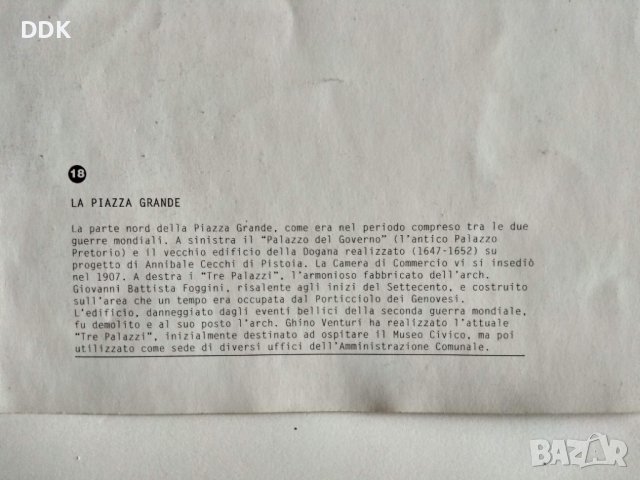 DDK
18
LA PIAZZA GRANDE
La parte nord della Piazza Grande, come era nel periodo compreso tra le due
guerre mondiali. A sinistra il "Palazzo del Governo" (l'antico Palazzo
Pretorio) e il vecchio edificio della Dogana realizzato (1647-1652) su
progetto di Annibale Cecchi di Pistoia. La Camera di Commercio vi si insediò
nel 1907. A destra i "Tre Palazzi", l'armonioso fabbricato dell'arch.
Giovanni Battista Foggini, risalente agli inizi del Settecento, e costruito
sull'area che un tempo era occupata dal Porticciolo dei Genovesi.
L'edificio, danneggiato dagli eventi bellici della seconda guerra mondiale,
fu demolito e al suo posto l'arch. Ghino Venturi ha realizzato l'attuale
"Tre Palazzi", inizialmente destinato ad ospitare il Museo Civico, ma poi
utilizzato come sede di diversi uffici dell'Amministrazione Comunale.
BAZAR
bg